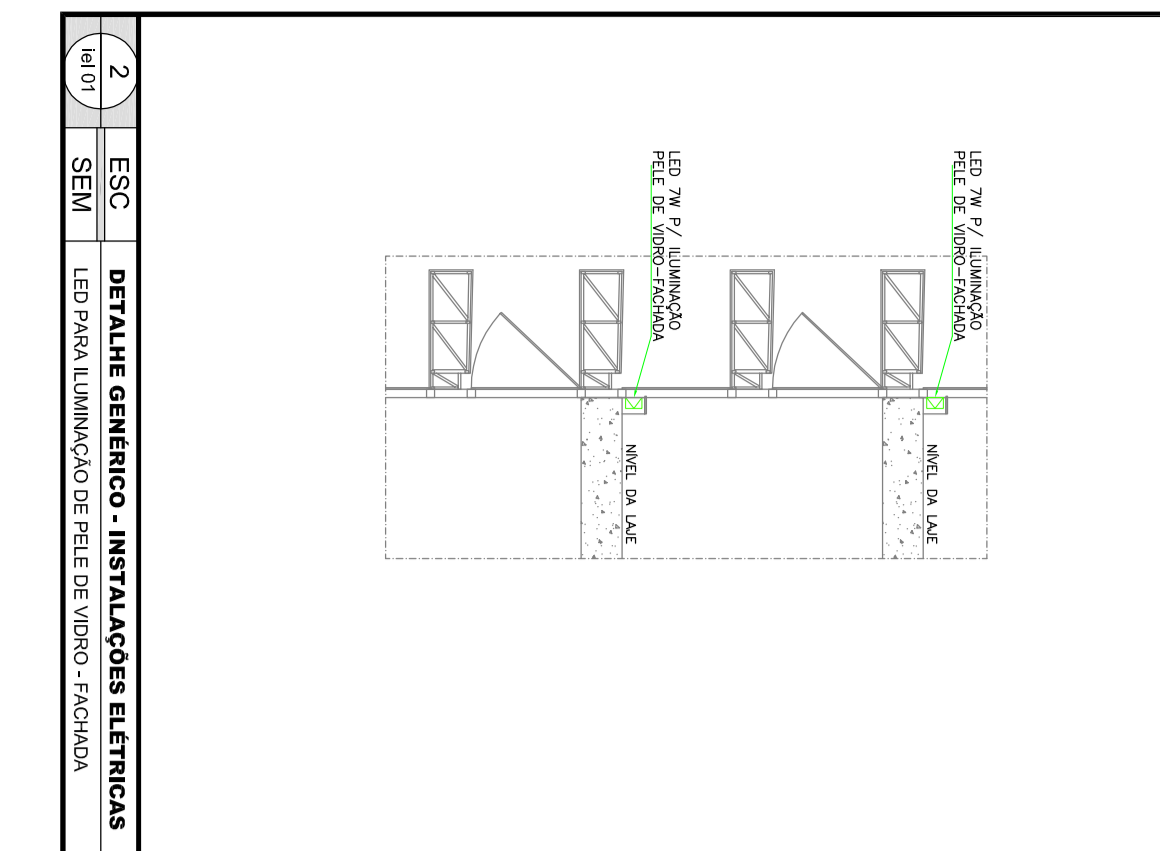 LED 7W P/ ILUMINAÇÃO
PELE DE VIDRO-FACHADA
NÍVEL DA LAJE
LED 7W P/ ILUMINAÇÃO
PELE DE VIDRO-FACHADA
NÍVEL DA LAJE
2
iel 01
ESC
SEM
DETALHE GENÉRICO - INSTALAÇÕES ELÉTRICAS
LED PARA ILUMINAÇÃO DE PELE DE VIDRO - FACHADA